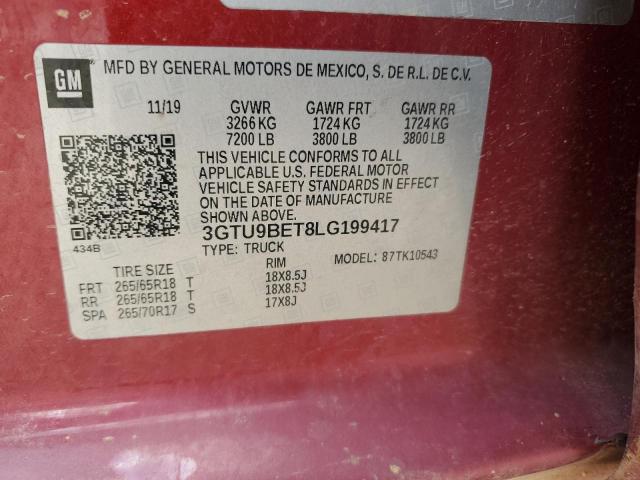 GM
MFD BY GENERAL MOTORS DE MEXICO, S. DE R.L. DE C.V.
11/19 GVWR GAWR FRT GAWR RR
3266 KG 1724 KG 1724 KG
7200 LB 3800 LB 3800 LB
THIS VEHICLE CONFORMS TO ALL
APPLICABLE U.S. FEDERAL MOTOR
VEHICLE SAFETY STANDARDS IN EFFECT
ON THE DATE OF MANUFACTURE
SHOWN ABOVE.
434B
3GTU9BET8LG199417
TYPE: TRUCK MODEL: 87TK10543
TIRE SIZE RIM
FRT 265/65R18 T 18X8.5J
RR 265/65R18 T 18X8.5J
SPA 265/70R17 S 17X8J